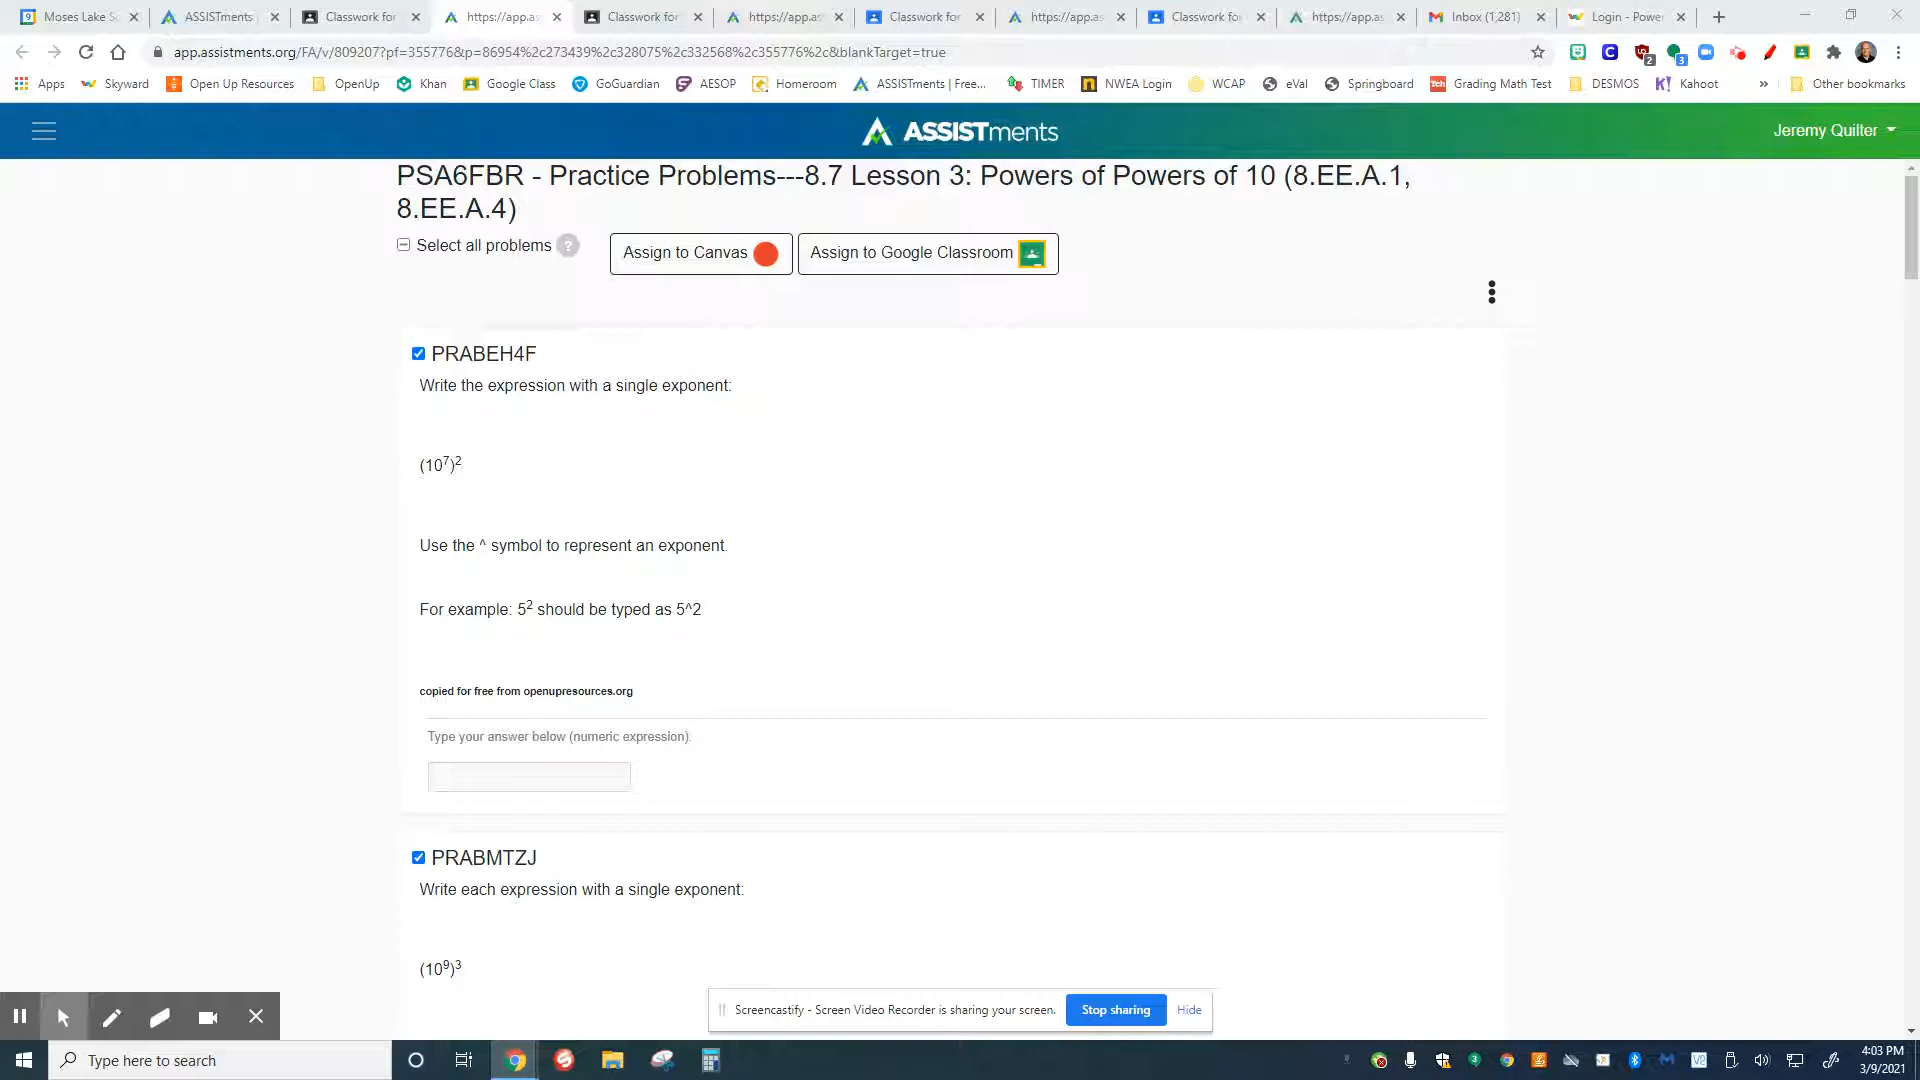 Moses Lake S
ASSISTments
Classwork for
https://app.as
Classwork for
https://app.as
Classwork for
https://app.as
Classwork for
https://app.as
Inbox (1,281)
Login - Power
app.assistments.org/FA/v/809207?pf=355776&p=86954%2c273439%2c328075%2c332568%2c355776%2c&blankTarget=true
Apps
Skyward
Open Up Resources
OpenUp
Khan
Google Class
GoGuardian
AESOP
Homeroom
ASSISTments | Free...
TIMER
NWEA Login
WCAP
eVal
Springboard
Grading Math Test
DESMOS
Kahoot
»
Other bookmarks
ASSISTments
Jeremy Quilter
PSA6FBR - Practice Problems---8.7 Lesson 3: Powers of Powers of 10 (8.EE.A.1,
8.EE.A.4)
Select all problems ?
Assign to Canvas
Assign to Google Classroom
PRABEH4F
Write the expression with a single exponent:
(10⁷)²
Use the ^ symbol to represent an exponent.
For example: 5² should be typed as 5^2
copied for free from openupresources.org
Type your answer below (numeric expression).
PRABMTZJ
Write each expression with a single exponent:
(10⁹)³
Screencastify - Screen Video Recorder is sharing your screen.
Stop sharing
Hide
Type here to search
4:03 PM
3/9/2021